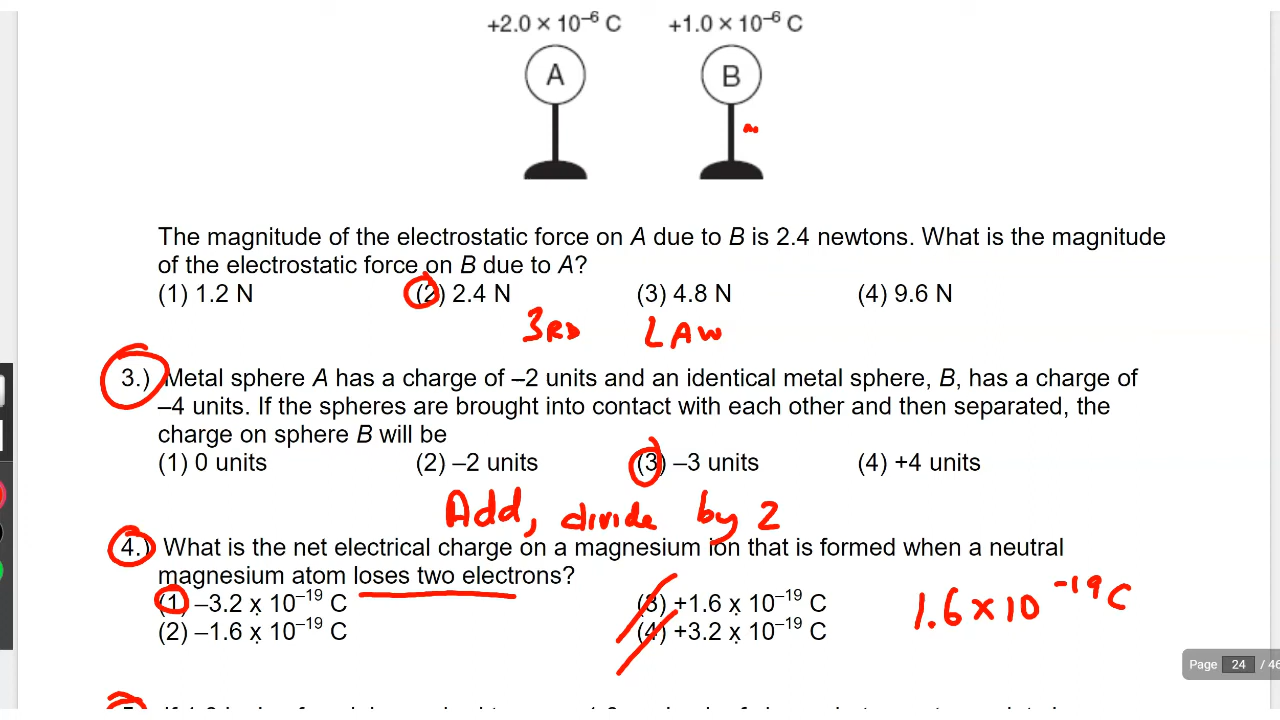 +2.0 × 10⁻⁶ C +1.0 × 10⁻⁶ C
A B
The magnitude of the electrostatic force on A due to B is 2.4 newtons. What is the magnitude
of the electrostatic force on B due to A?
(1) 1.2 N (2) 2.4 N (3) 4.8 N (4) 9.6 N
3RD LAW
3.) Metal sphere A has a charge of –2 units and an identical metal sphere, B, has a charge of
–4 units. If the spheres are brought into contact with each other and then separated, the
charge on sphere B will be
(1) 0 units (2) –2 units (3) –3 units (4) +4 units
Add, divide by 2
4.) What is the net electrical charge on a magnesium ion that is formed when a neutral
magnesium atom loses two electrons?
(1) –3.2 x 10⁻¹⁹ C (3) +1.6 x 10⁻¹⁹ C
1.6 x 10⁻¹⁹ C
(2) –1.6 x 10⁻¹⁹ C (4) +3.2 x 10⁻¹⁹ C
Page 24 / 46